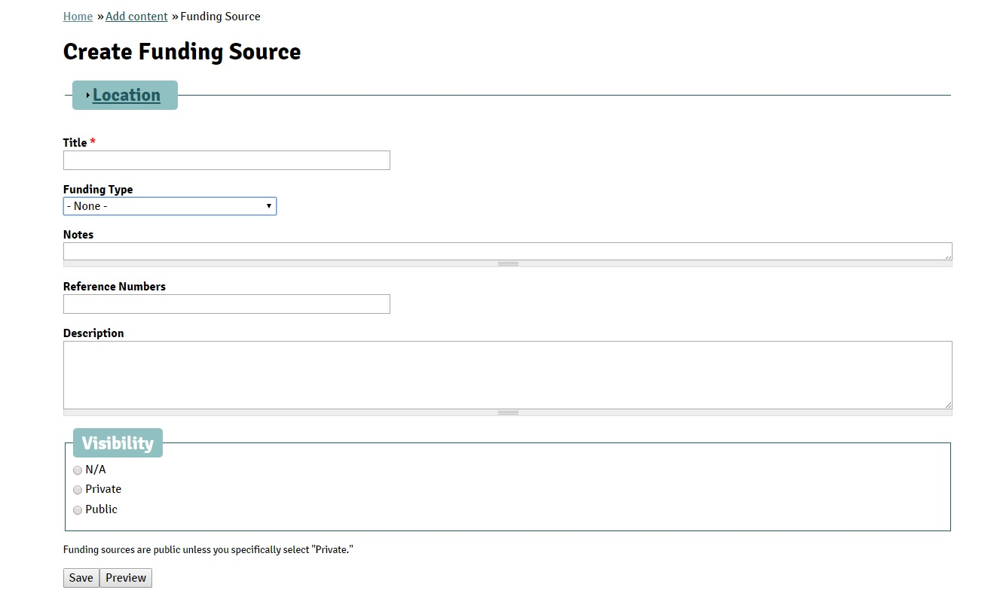 Home » Add content » Funding Source
Create Funding Source
Location
Title *
Funding Type
- None -
Notes
Reference Numbers
Description
Visibility
N/A
Private
Public
Funding sources are public unless you specifically select "Private."
Save Preview